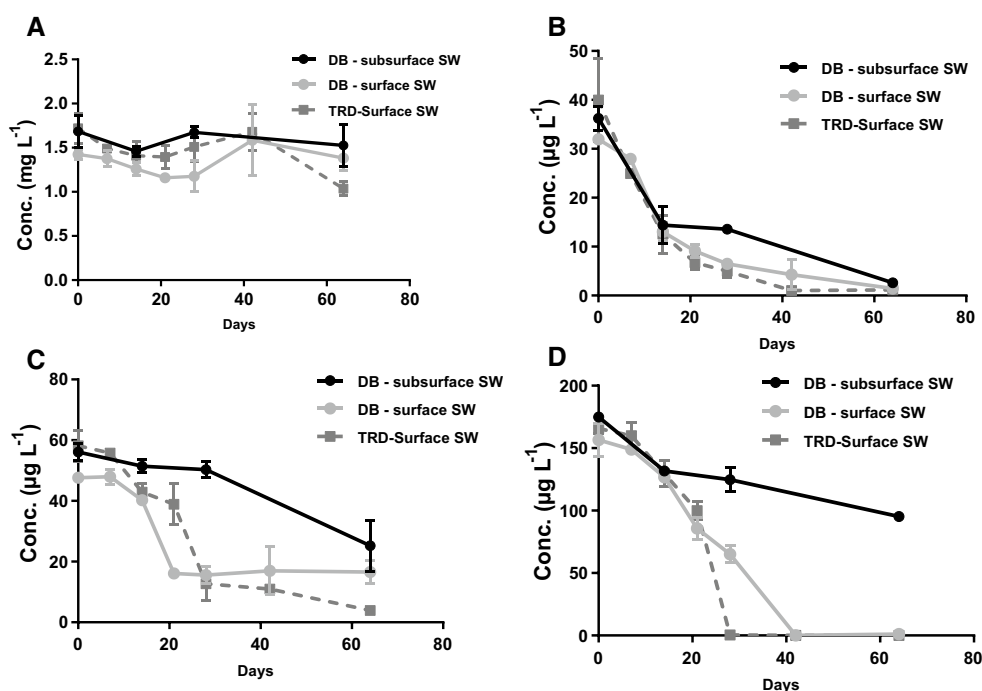 A
2.5
2.0
1.5
1.0
0.5
0.0
Conc. (mg L⁻¹)
0 20 40 60 80
Days
DB - subsurface SW
DB - surface SW
TRD-Surface SW
B
50
40
30
20
10
0
Conc. (µg L⁻¹)
0 20 40 60 80
Days
DB - subsurface SW
DB - surface SW
TRD-Surface SW
C
80
60
40
20
0
Conc. (µg L⁻¹)
0 20 40 60 80
Days
DB - subsurface SW
DB - surface SW
TRD-Surface SW
D
200
150
100
50
0
Conc. (µg L⁻¹)
0 20 40 60 80
Days
DB - subsurface SW
DB - surface SW
TRD-Surface SW